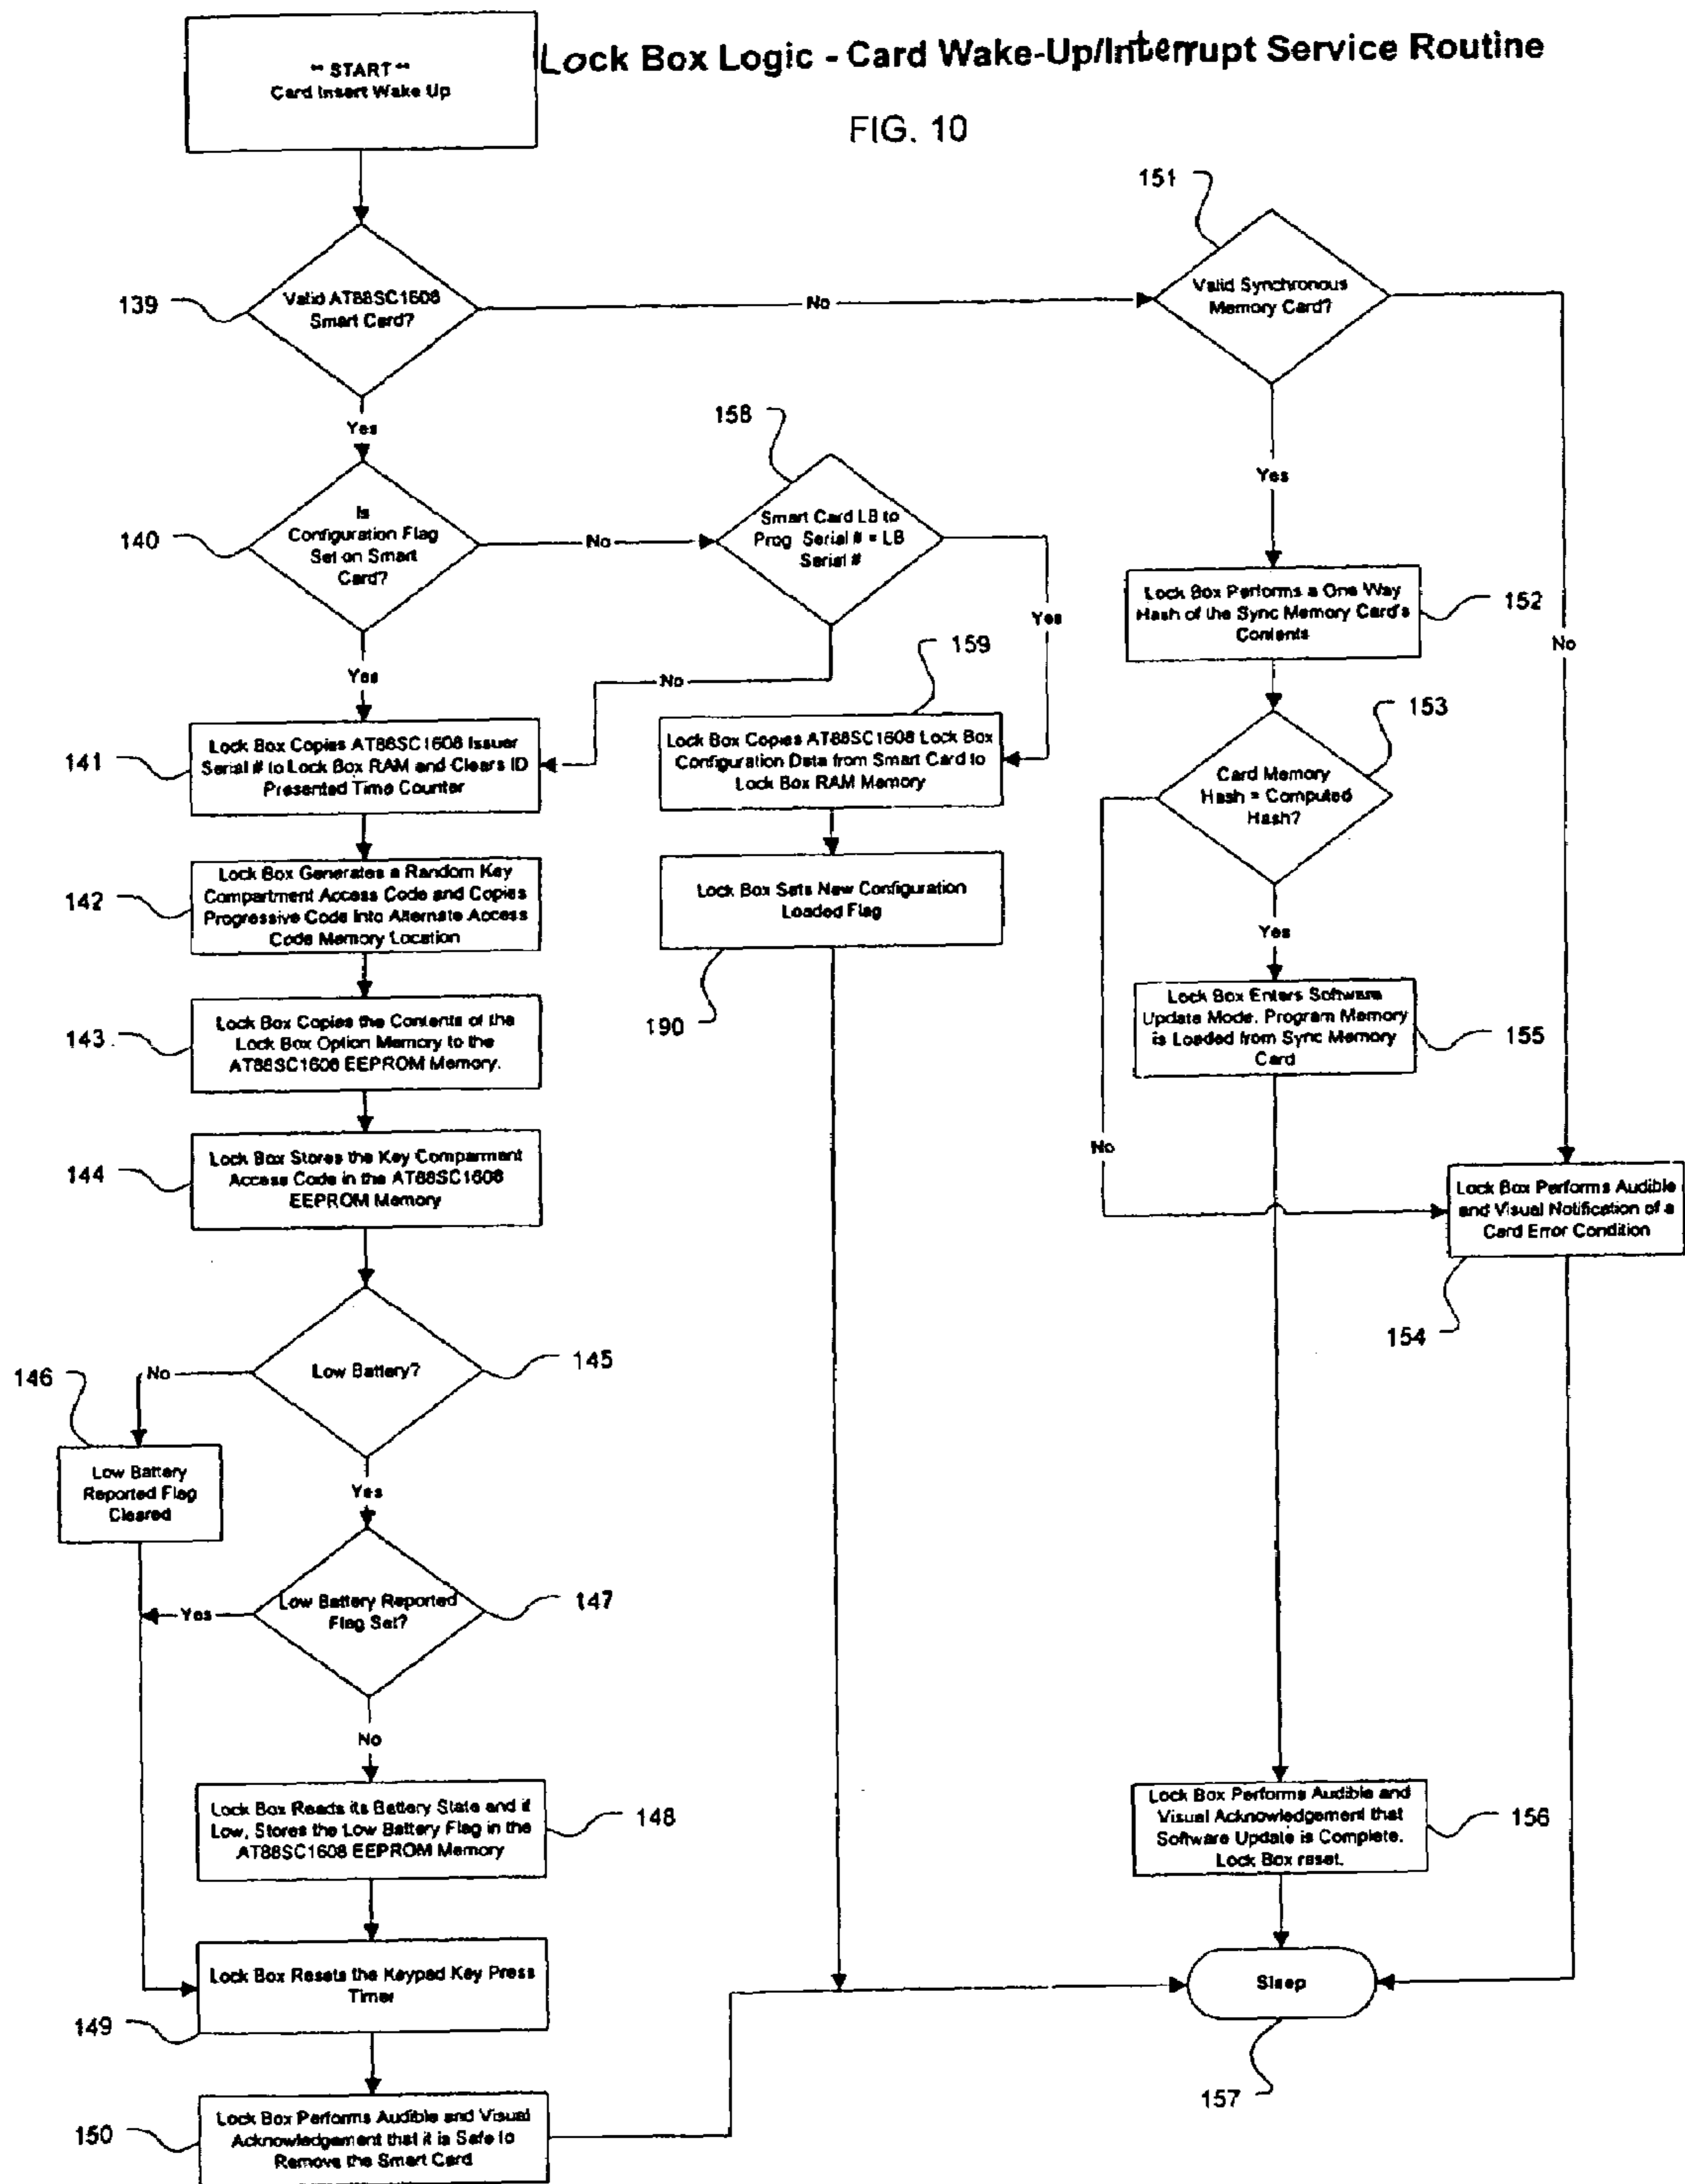 ** START **
Card Insert Wake Up
Lock Box Logic - Card Wake-Up/Interrupt Service Routine
FIG. 10
139
Valid AT88SC1608
Smart Card?
No
151
Valid Synchronous
Memory Card?
No
Yes
Yes
140
Is
Configuration Flag
Set on Smart
Card?
No
158
Smart Card LB to
Prog Serial # = LB
Serial #
Yes
No
Yes
141
Lock Box Copies AT88SC1608 Issuer
Serial # to Lock Box RAM and Clears ID
Presented Time Counter
159
Lock Box Copies AT88SC1608 Lock Box
Configuration Data from Smart Card to
Lock Box RAM Memory
152
Lock Box Performs a One Way
Hash of the Sync Memory Card's
Contents
153
Card Memory
Hash = Computed
Hash?
Yes
No
142
Lock Box Generates a Random Key
Compartment Access Code and Copies
Progressive Code Into Alternate Access
Code Memory Location
Lock Box Sets New Configuration
Loaded Flag
190
143
Lock Box Copies the Contents of the
Lock Box Option Memory to the
AT88SC1608 EEPROM Memory.
Lock Box Enters Software
Update Mode. Program Memory
is Loaded from Sync Memory
Card
155
144
Lock Box Stores the Key Comparment
Access Code in the AT88SC1608
EEPROM Memory
Lock Box Performs Audible
and Visual Notification of a
Card Error Condition
154
145
Low Battery?
No
146
Low Battery
Reported Flag
Cleared
Yes
147
Low Battery Reported
Flag Set?
Yes
No
148
Lock Box Reads its Battery State and if
Low, Stores the Low Battery Flag in the
AT88SC1608 EEPROM Memory
Lock Box Performs Audible and
Visual Acknowledgement that
Software Update is Complete.
Lock Box reset.
156
149
Lock Box Resets the Keypad Key Press
Timer
Sleep
157
150
Lock Box Performs Audible and Visual
Acknowledgement that it is Safe to
Remove the Smart Card